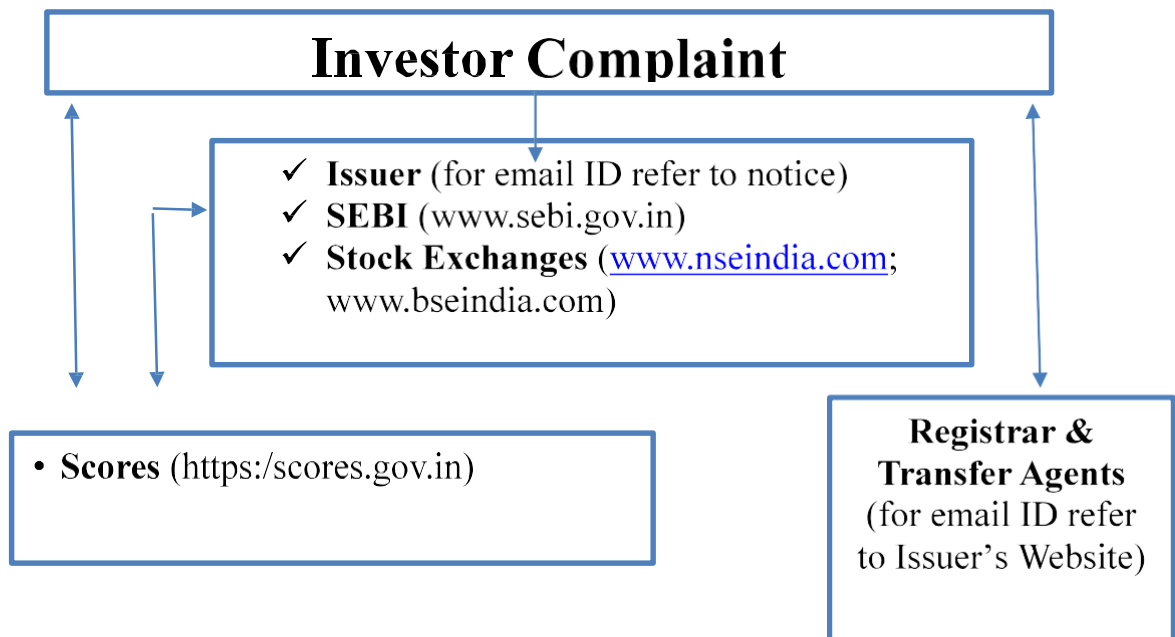 Investor Complaint
✓ Issuer (for email ID refer to notice)
✓ SEBI (www.sebi.gov.in)
✓ Stock Exchanges (www.nseindia.com;
www.bseindia.com)
• Scores (https:/scores.gov.in)
Registrar &
Transfer Agents
(for email ID refer
to Issuer’s Website)